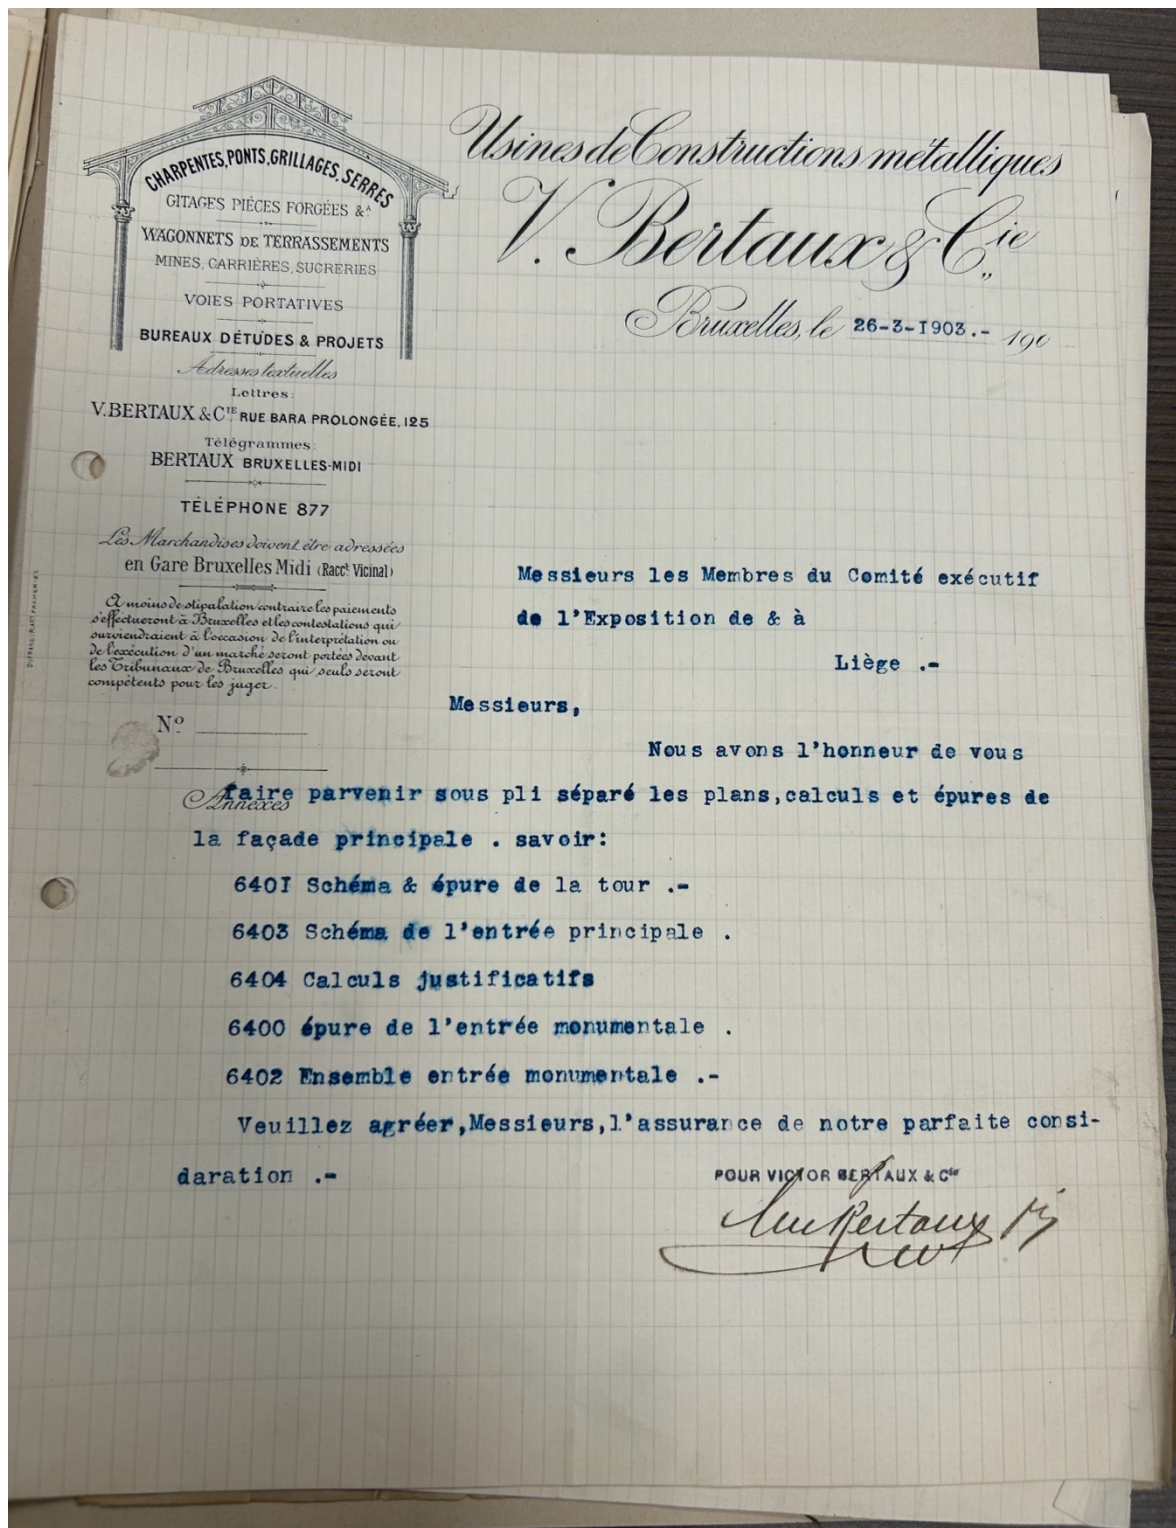 CHARPENTES, PONTS, GRILLAGES, SERRES
GITAGES PIÈCES FORGÉES &ᴬ
WAGONNETS DE TERRASSEMENTS
MINES, CARRIÈRES, SUCRERIES
VOIES PORTATIVES
BUREAUX D'ÉTUDES & PROJETS
Adresses textuelles
Lettres:
V. BERTAUX & CIE RUE BARA PROLONGÉE, 125
Télégrammes:
BERTAUX BRUXELLES-MIDI
TÉLÉPHONE 877
Les Marchandises doivent être adressées
en Gare Bruxelles Midi (Racct Vicinal)
A moins de stipulation contraire les paiements
s'effectueront à Bruxelles et les contestations qui
surviendraient à l'occasion de l'interprétation ou
de l'exécution d'un marché seront portées devant
les Tribunaux de Bruxelles qui seuls seront
compétents pour les juger.
No
Annexes
Usines de Constructions métalliques
V. Bertaux & Cie
Bruxelles, le 26-3-I903.- 190
Messieurs les Membres du Comité exécutif
de l'Exposition de & à
Liège .-
Messieurs,
Nous avons l'honneur de vous
faire parvenir sous pli séparé les plans,calculs et épures de
la façade principale . savoir:
640I Schéma & épure de la tour .-
6403 Schéma de l'entrée principale .
6404 Calculs justificatifs
6400 épure de l'entrée monumentale .
6402 Ensemble entrée monumentale .-
Veuillez agréer,Messieurs,l'assurance de notre parfaite consi-
daration .-
POUR VICTOR BERTAUX & Cie
Bertaux